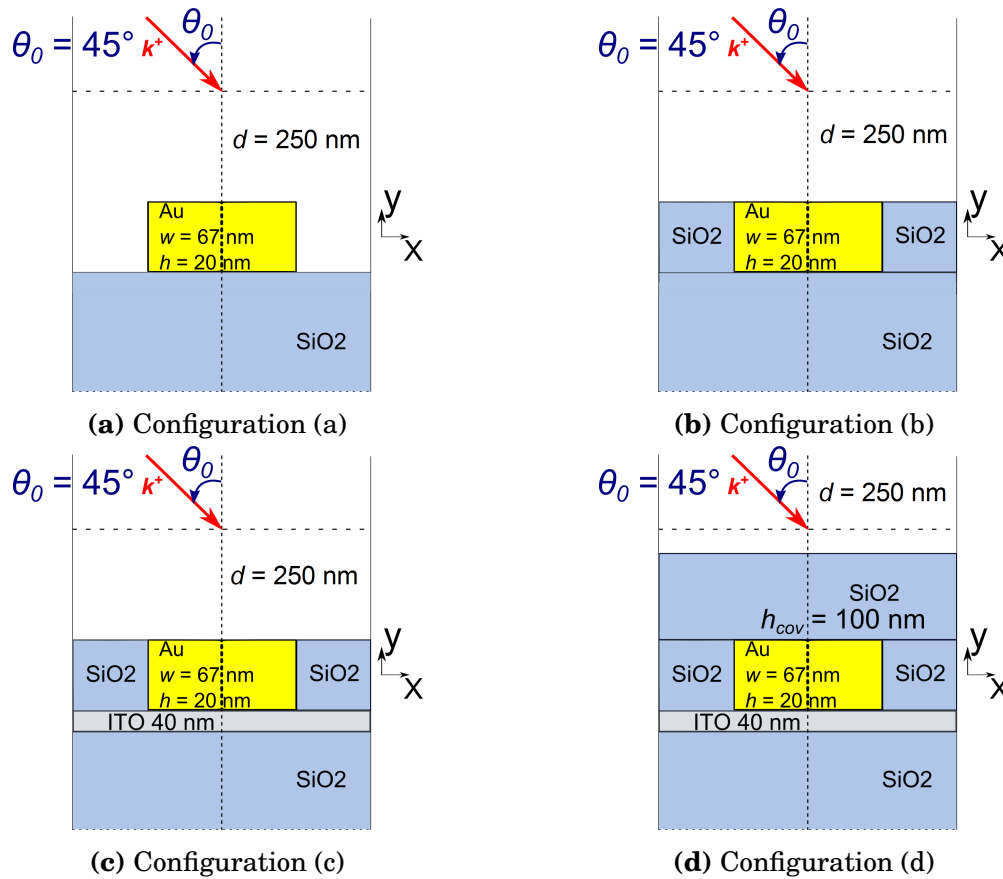 θ₀ = 45° k⁺ θ₀
d = 250 nm
Au
w = 67 nm
h = 20 nm
SiO2
y
x
(a) Configuration (a)
θ₀ = 45° k⁺ θ₀
d = 250 nm
SiO2
Au
w = 67 nm
h = 20 nm
SiO2
SiO2
y
x
(b) Configuration (b)
θ₀ = 45° k⁺ θ₀
d = 250 nm
SiO2
Au
w = 67 nm
h = 20 nm
SiO2
ITO 40 nm
SiO2
y
x
(c) Configuration (c)
θ₀ = 45° k⁺ θ₀
d = 250 nm
SiO2
h_cov = 100 nm
SiO2
Au
w = 67 nm
h = 20 nm
SiO2
ITO 40 nm
SiO2
y
x
(d) Configuration (d)